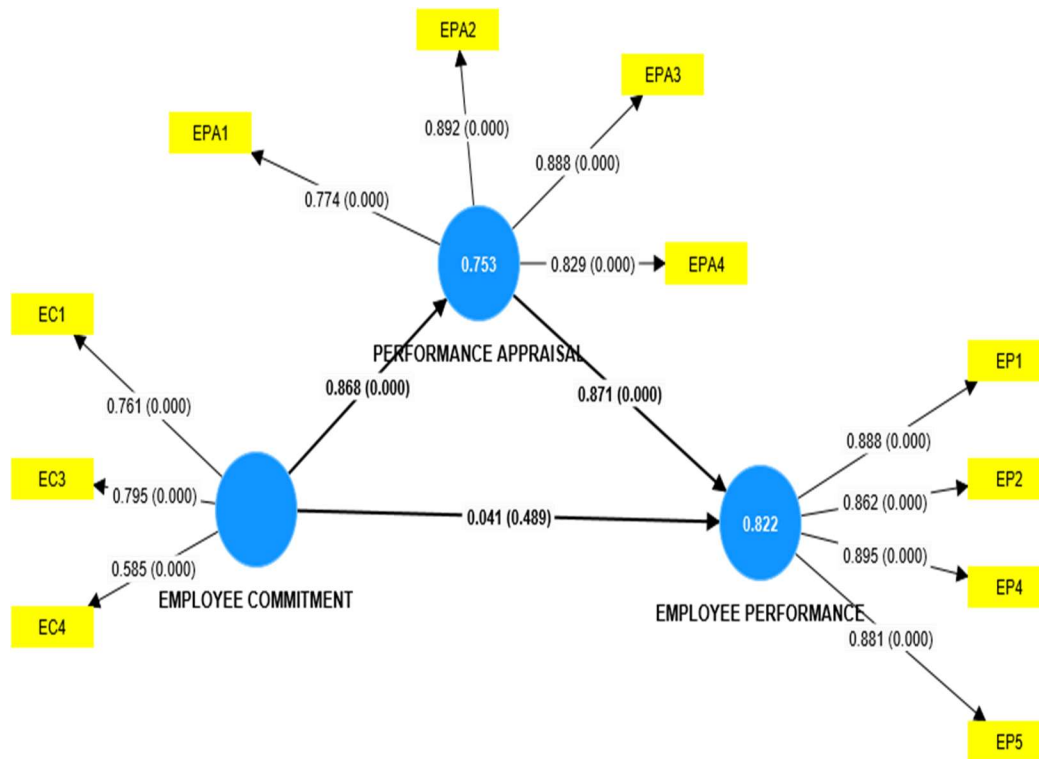 EPA2
EPA3
EPA1
0.892 (0.000)
0.888 (0.000)
0.774 (0.000)
0.753
0.829 (0.000)
EPA4
EC1
PERFORMANCE APPRAISAL
EP1
0.868 (0.000)
0.871 (0.000)
0.761 (0.000)
0.888 (0.000)
EC3
EP2
0.795 (0.000)
0.862 (0.000)
0.041 (0.489)
0.822
0.895 (0.000)
0.585 (0.000)
EP4
EMPLOYEE COMMITMENT
EMPLOYEE PERFORMANCE
EC4
0.881 (0.000)
EP5